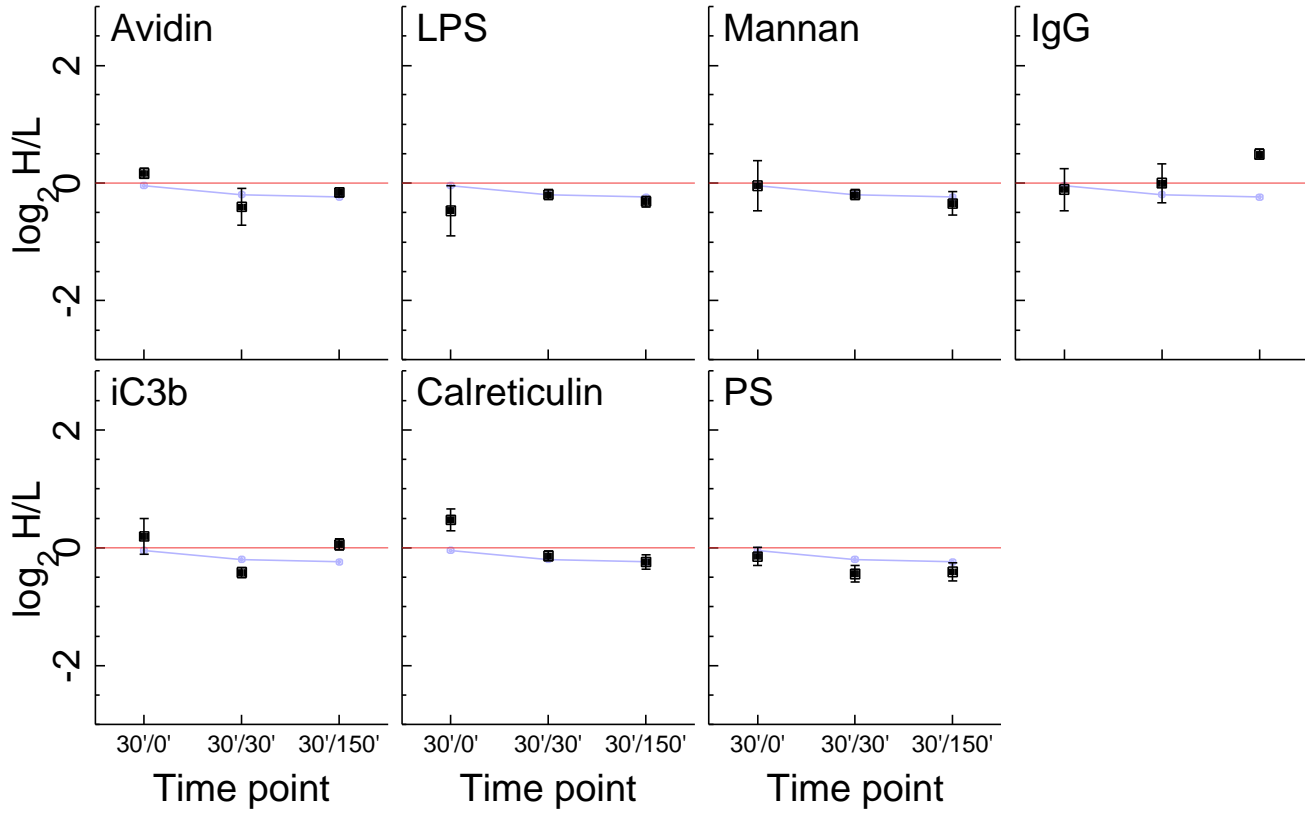 Avidin LPS Mannan IgG
2
0
-2
log2 H/L
iC3b Calreticulin PS
2
0
-2
log2 H/L
30'/0' 30'/30' 30'/150' 30'/0' 30'/30' 30'/150' 30'/0' 30'/30' 30'/150'
Time point Time point Time point